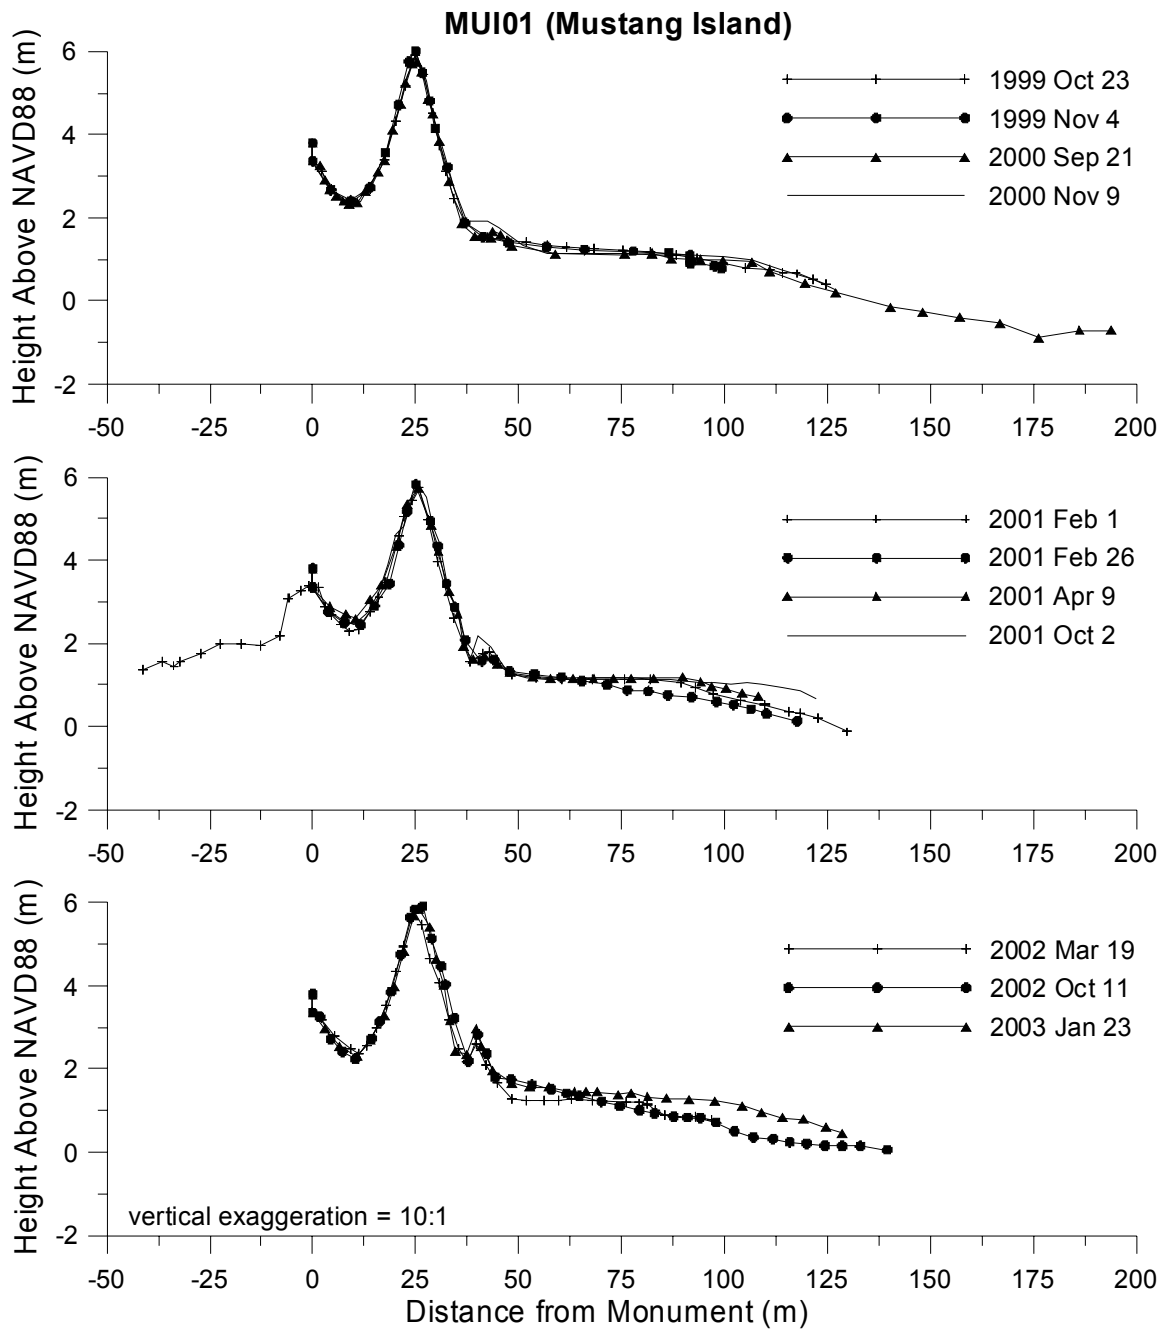 MUI01 (Mustang Island)
Height Above NAVD88 (m)
6
4
2
0
-2
1999 Oct 23
1999 Nov 4
2000 Sep 21
2000 Nov 9
-50 -25 0 25 50 75 100 125 150 175 200
Height Above NAVD88 (m)
6
4
2
0
-2
2001 Feb 1
2001 Feb 26
2001 Apr 9
2001 Oct 2
-50 -25 0 25 50 75 100 125 150 175 200
Height Above NAVD88 (m)
6
4
2
0
-2
2002 Mar 19
2002 Oct 11
2003 Jan 23
vertical exaggeration = 10:1
-50 -25 0 25 50 75 100 125 150 175 200
Distance from Monument (m)